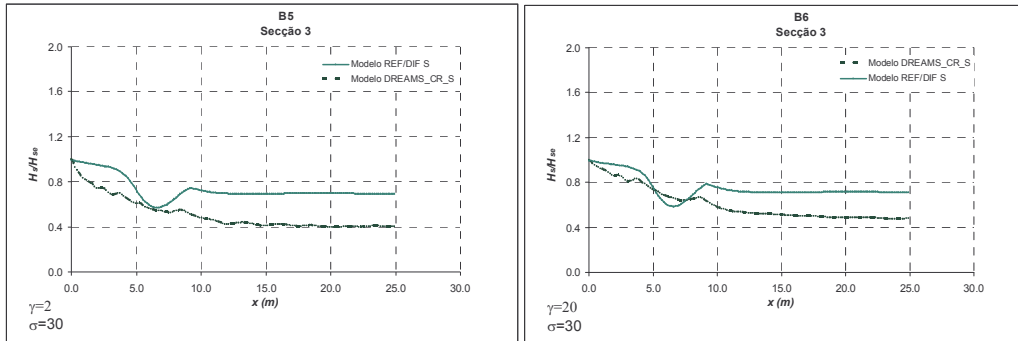 B5
Secção 3
2.0
1.6
1.2
0.8
0.4
0.0
Hs/Hse
Modelo REF/DIF S
Modelo DREAMS_CR_S
0.0 5.0 10.0 15.0 20.0 25.0 30.0
x (m)
γ=2
σ=30
B6
Secção 3
2.0
1.6
1.2
0.8
0.4
0.0
Hs/Hse
Modelo DREAMS_CR_S
Modelo REF/DIF S
0.0 5.0 10.0 15.0 20.0 25.0 30.0
x (m)
γ=20
σ=30